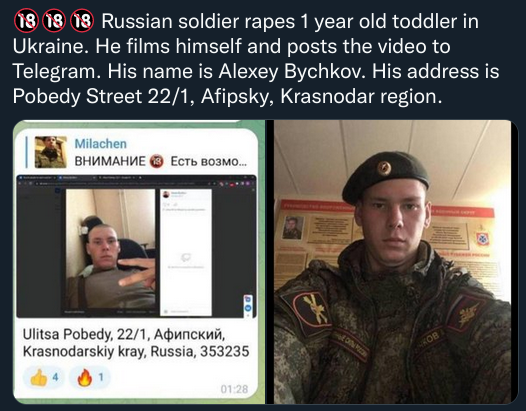 🔞 🔞 🔞 Russian soldier rapes 1 year old toddler in
Ukraine. He films himself and posts the video to
Telegram. His name is Alexey Bychkov. His address is
Pobedy Street 22/1, Afipsky, Krasnodar region.
Milachen
ВНИМАНИЕ 🔞 Есть возмо...
Ulitsa Pobedy, 22/1, Афипский,
Krasnodarskiy kray, Russia, 353235
👍 4 🔥 1
01:28